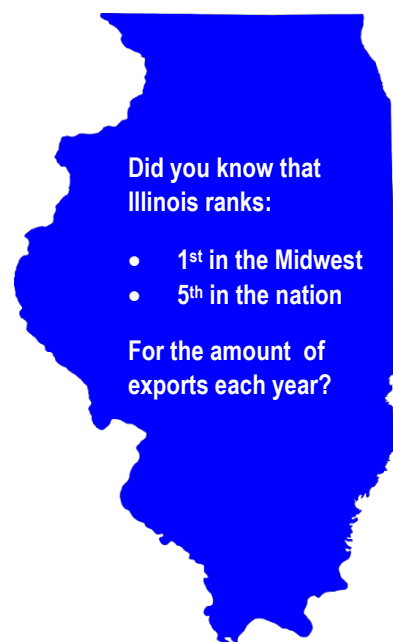 Did you know that
Illinois ranks:
• 1st in the Midwest
• 5th in the nation
For the amount  of
exports each year?